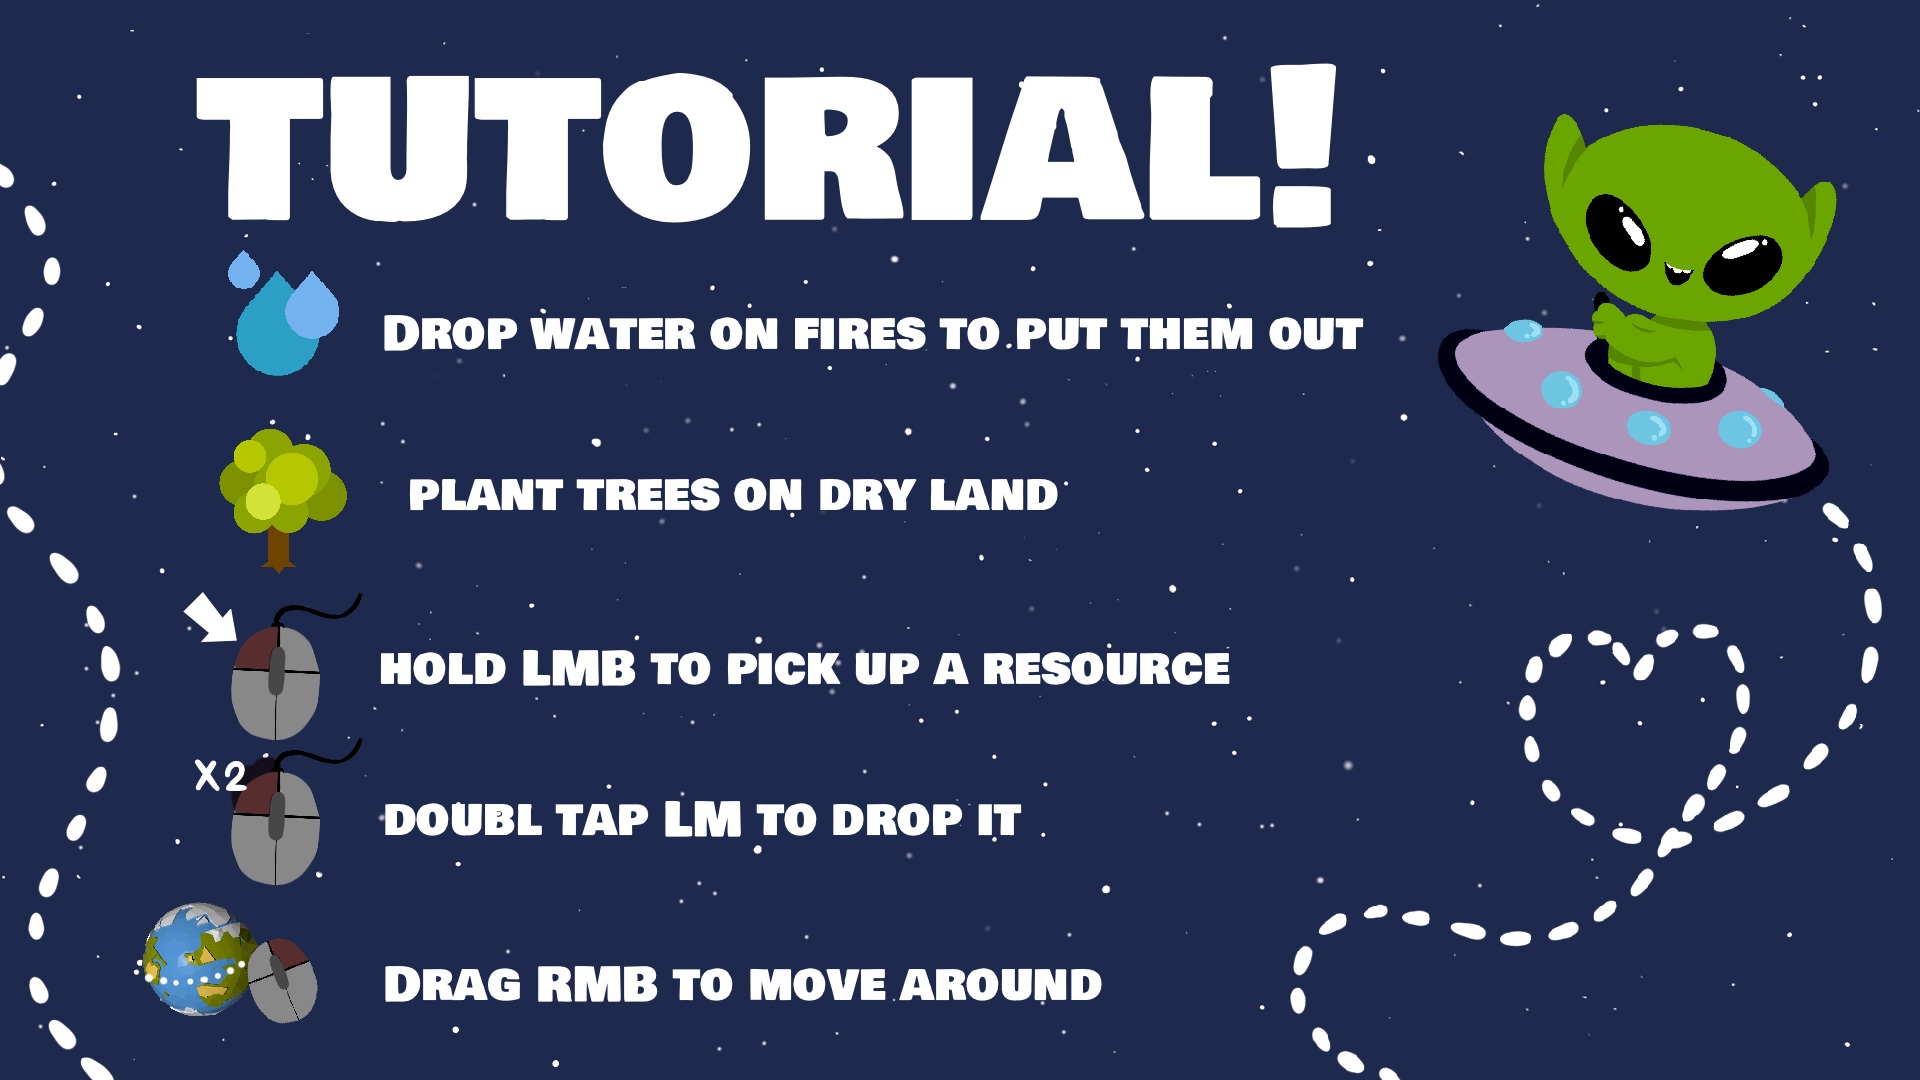 TUTORIAL!
DROP WATER ON FIRES TO PUT THEM OUT
PLANT TREES ON DRY LAND
HOLD LMB TO PICK UP A RESOURCE
X2
DOUBL TAP LM TO DROP IT
DRAG RMB TO MOVE AROUND